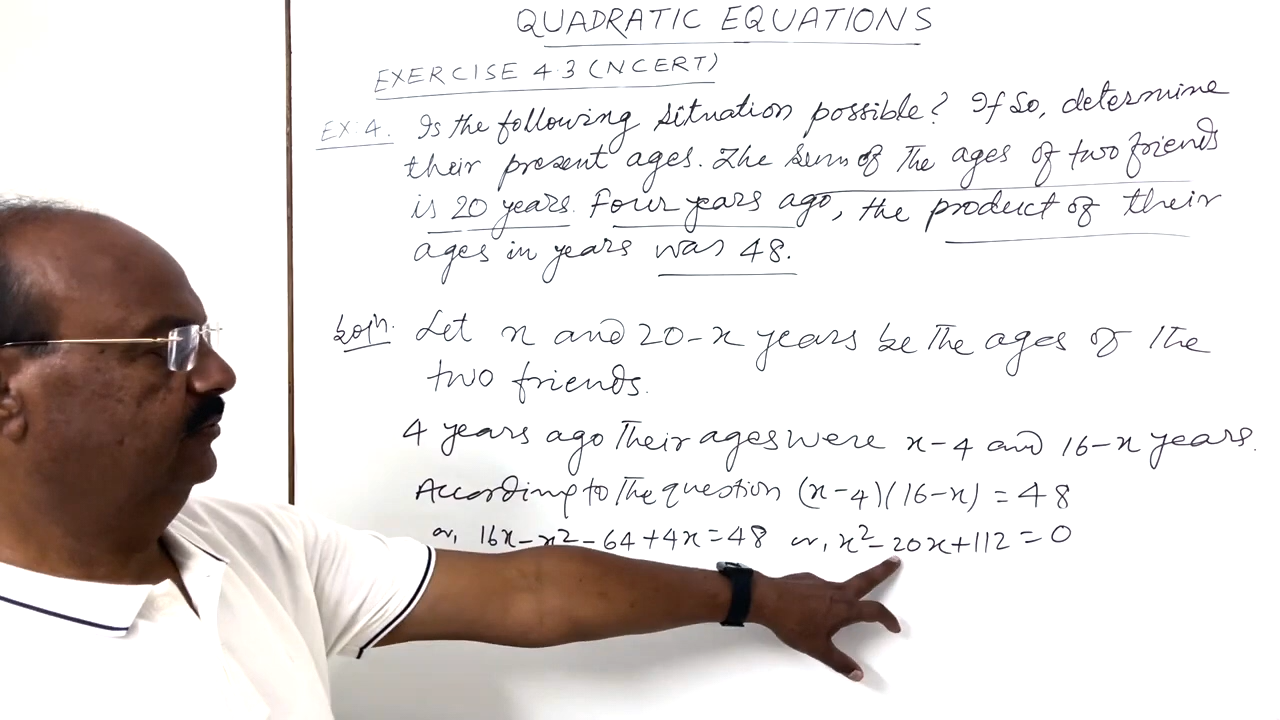 QUADRATIC EQUATIONS
EXERCISE 4.3 (NCERT)
EX: 4. Is the following situation possible? If so, determine
their present ages. The sum of the ages of two friends
is 20 years. Four years ago, the product of their
ages in years was 48.
Soln. Let x and 20-x years be the ages of the
two friends.
4 years ago their ages were x-4 and 16-x years.
According to the question (x-4)(16-x) = 48
or, 16x-x²-64+4x=48 or, x²-20x+112=0